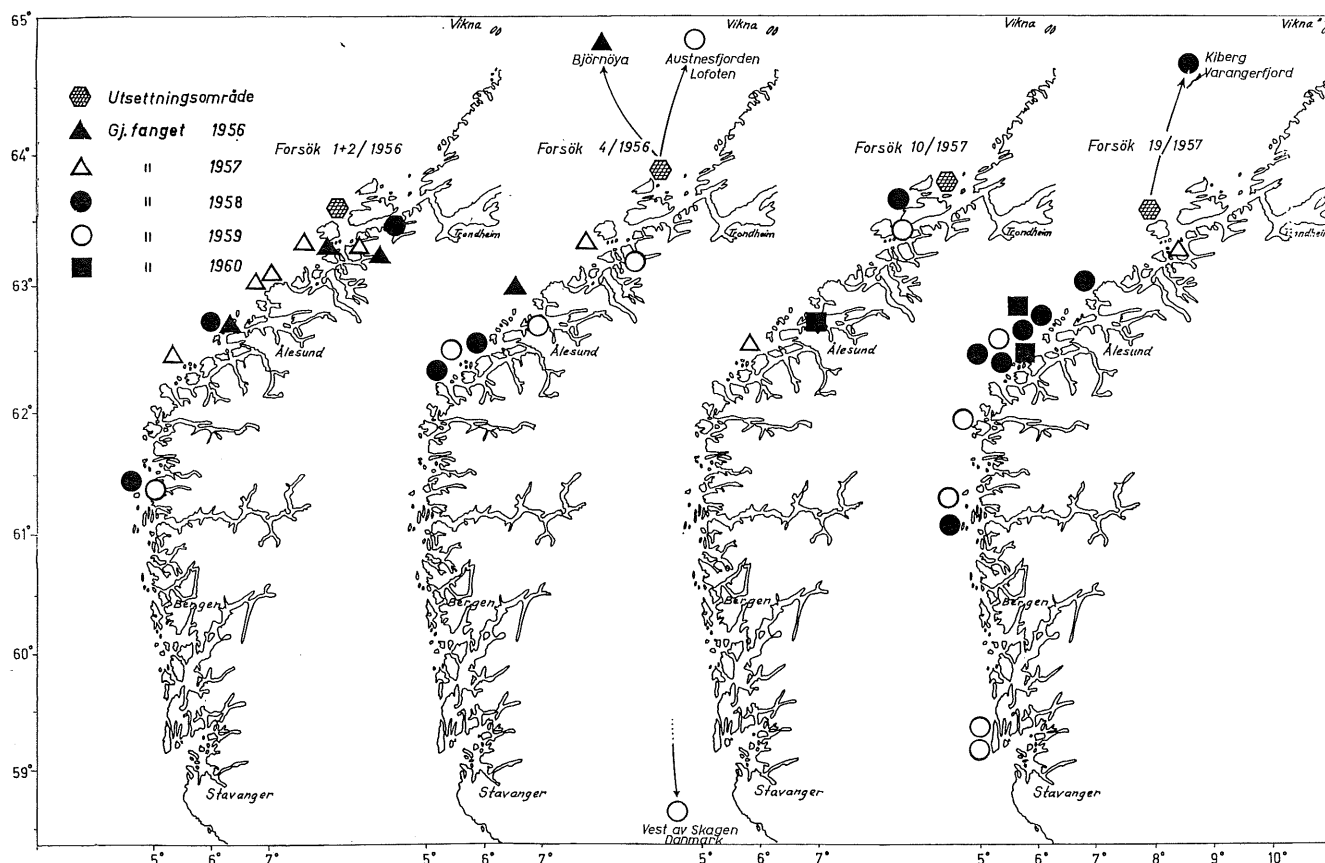 65°
64°
63°
62°
61°
60°
59°
Utsettningsområde
Gj. fanget 1956
" 1957
" 1958
" 1959
" 1960
Vikna
Forsök 1+2/1956
Trondheim
Ålesund
Bergen
Stavanger
5° 7°
Vikna
Björnöya
Austnesfjorden
Lofoten
Forsök 4/1956
Trondheim
Ålesund
Bergen
Stavanger
Vest av Skagen
Danmark
5° 7°
Vikna
Forsök 10/1957
Trondheim
Ålesund
Bergen
Stavanger
5° 7°
Vikna
Kiberg
Varangerfjord
Forsök 19/1957
Trondheim
Ålesund
Bergen
Stavanger
5° 6° 7° 8° 9° 10°
10°